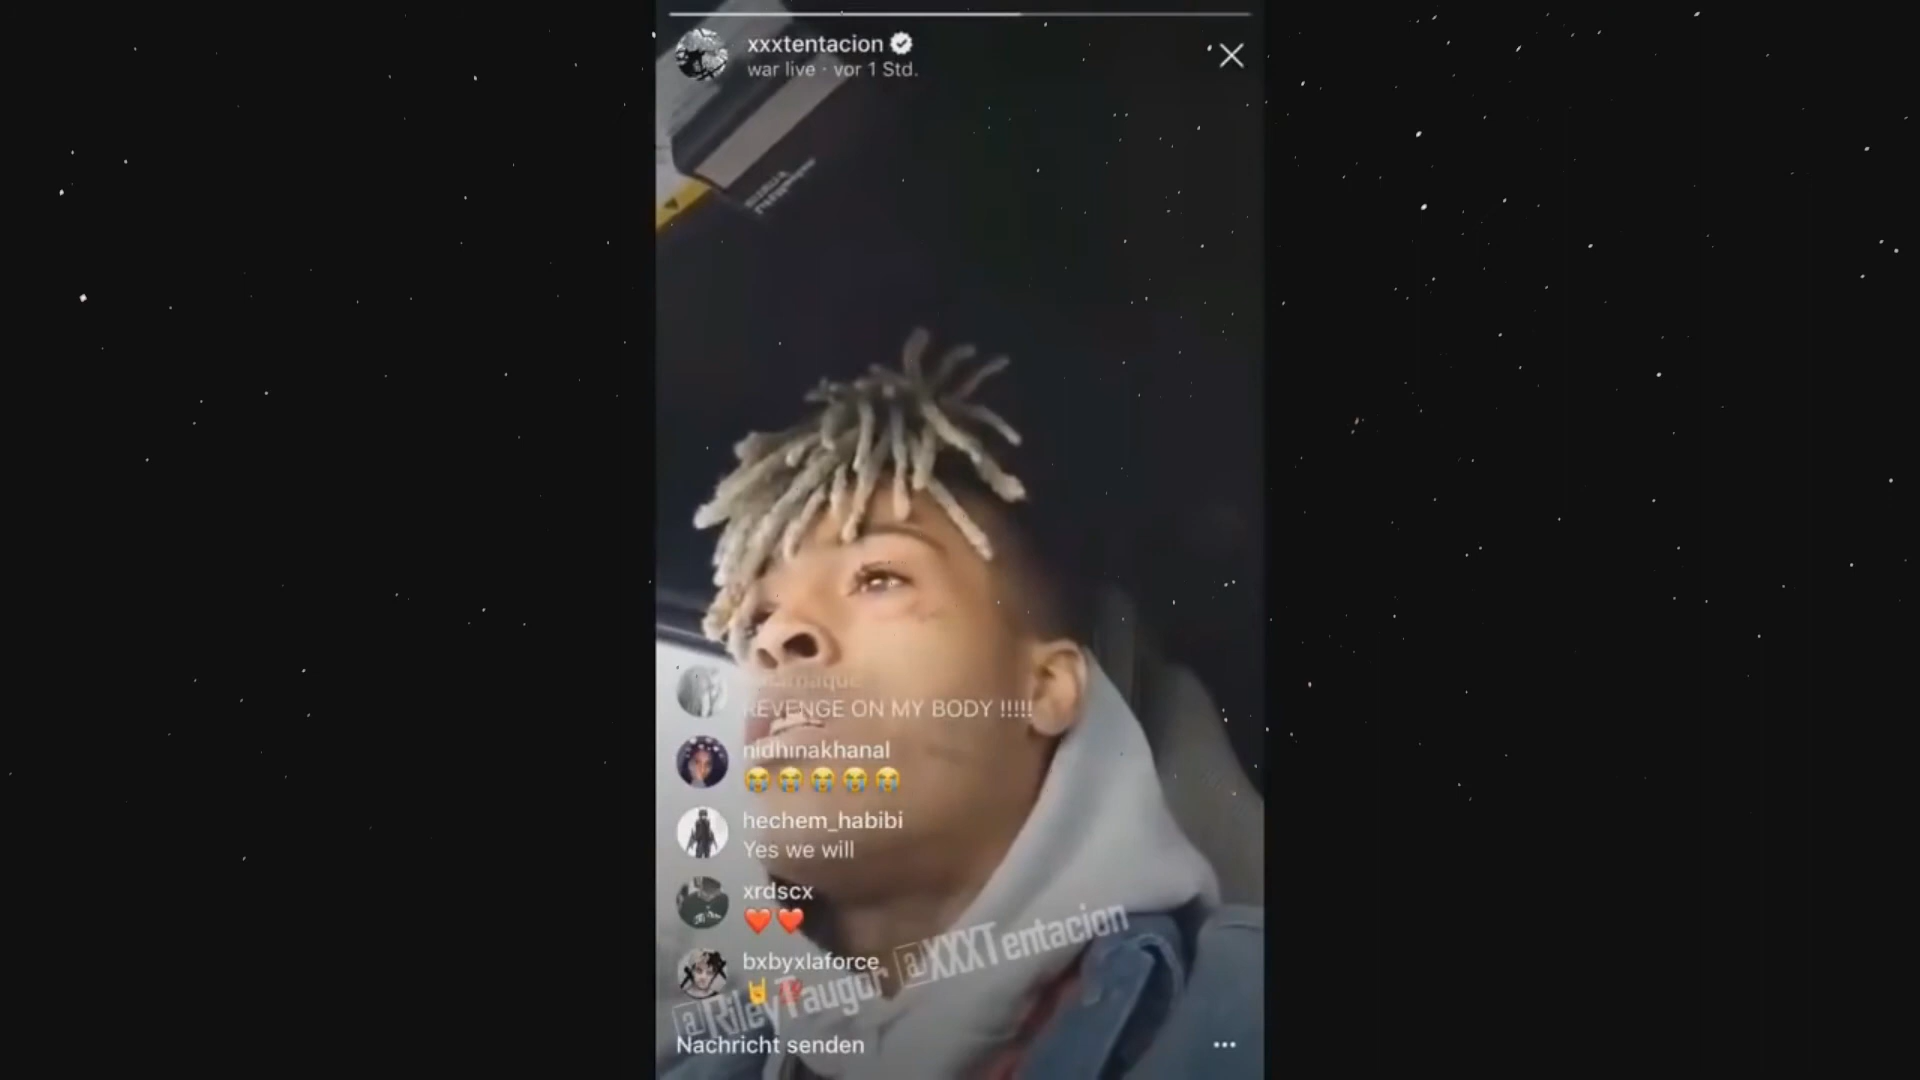 xxxtentacion
war live · vor 1 Std.
REVENGE ON MY BODY !!!!!
nidhinakhanal
😭😭😭😭😭
hechem_habibi
Yes we will
xrdscx
❤️❤️
bxbyxlaforce
🤘💯
@RileyTaugor @XXXTentacion
Nachricht senden